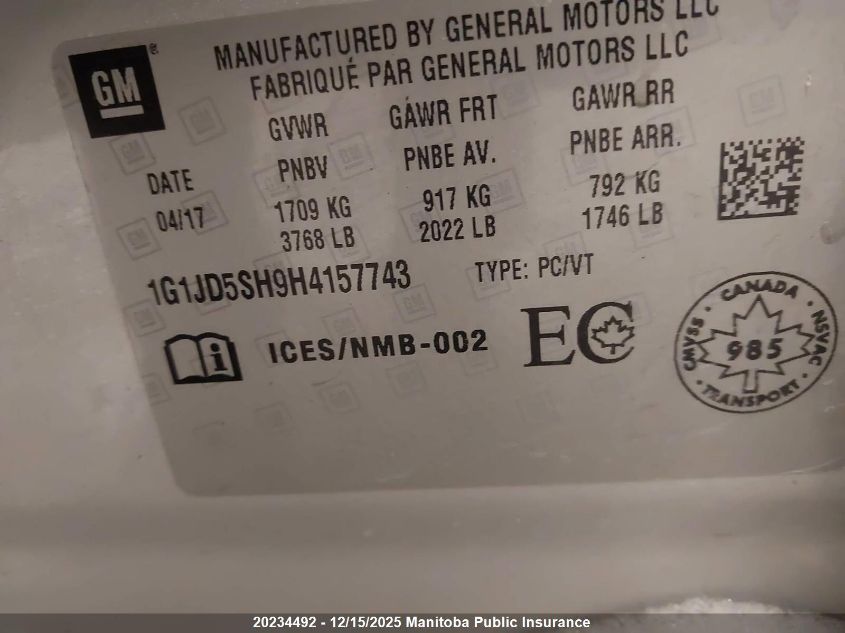 GM®
MANUFACTURED BY GENERAL MOTORS LLC
FABRIQUÉ PAR GENERAL MOTORS LLC
DATE
04/17
GVWR
PNBV
1709 KG
3768 LB
GAWR FRT
PNBE AV.
917 KG
2022 LB
GAWR RR
PNBE ARR.
792 KG
1746 LB
1G1JD5SH9H4157743
TYPE: PC/VT
i
ICES/NMB-002
EC
CANADA
CMVSS
985
NSVAC
TRANSPORT
20234492 - 12/15/2025 Manitoba Public Insurance